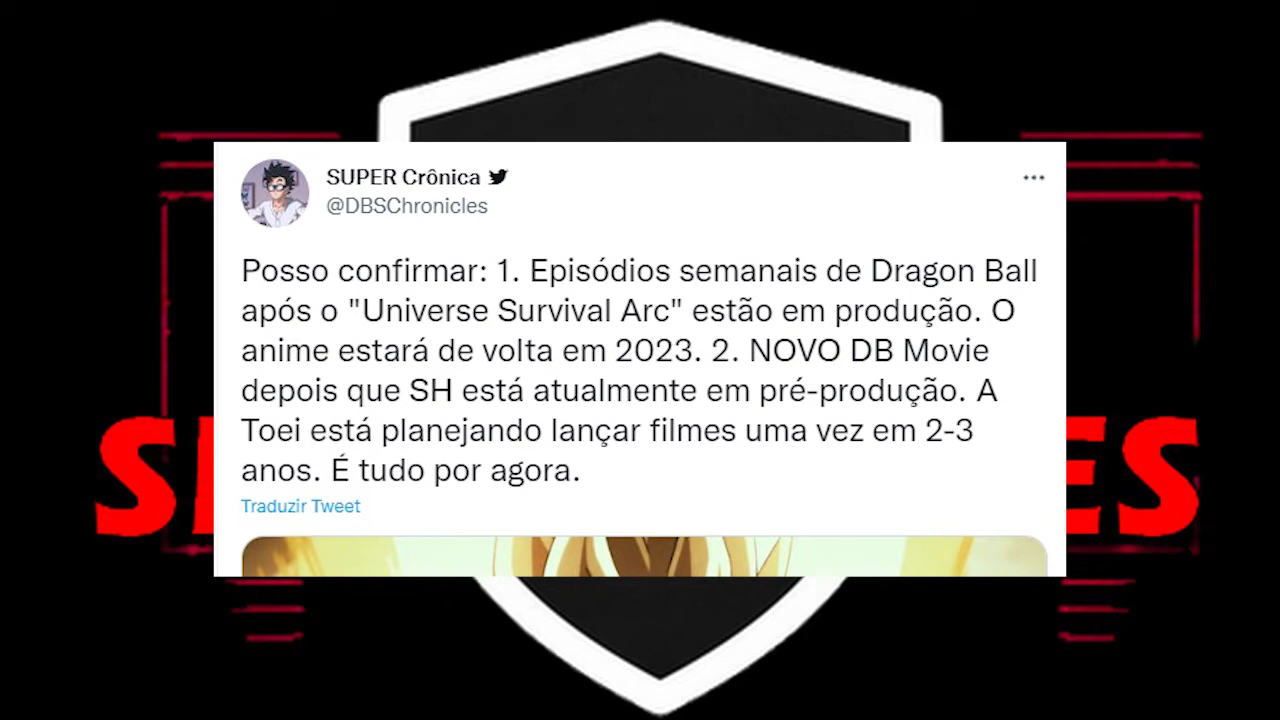 SUPER Crônica
@DBSChronicles
Posso confirmar: 1. Episódios semanais de Dragon Ball
após o "Universe Survival Arc" estão em produção. O
anime estará de volta em 2023. 2. NOVO DB Movie
depois que SH está atualmente em pré-produção. A
Toei está planejando lançar filmes uma vez em 2-3
anos. É tudo por agora.
Traduzir Tweet